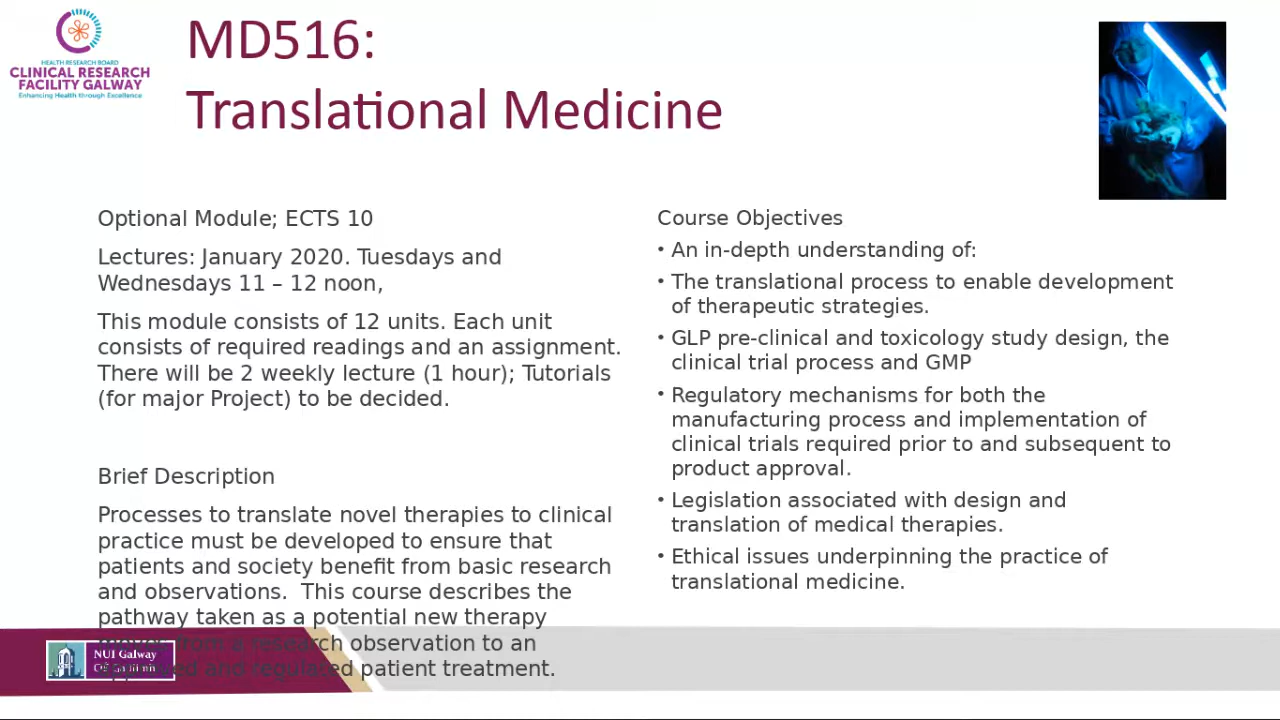 HEALTH RESEARCH BOARD
CLINICAL RESEARCH
FACILITY GALWAY
Enhancing Health through Excellence
MD516:
Translational Medicine
Optional Module; ECTS 10
Lectures: January 2020. Tuesdays and
Wednesdays 11 – 12 noon,
This module consists of 12 units. Each unit
consists of required readings and an assignment.
There will be 2 weekly lecture (1 hour); Tutorials
(for major Project) to be decided.
Brief Description
Processes to translate novel therapies to clinical
practice must be developed to ensure that
patients and society benefit from basic research
and observations.  This course describes the
pathway taken as a potential new therapy
moves from a research observation to an
approved and regulated patient treatment.
Course Objectives
• An in-depth understanding of:
• The translational process to enable development
of therapeutic strategies.
• GLP pre-clinical and toxicology study design, the
clinical trial process and GMP
• Regulatory mechanisms for both the
manufacturing process and implementation of
clinical trials required prior to and subsequent to
product approval.
• Legislation associated with design and
translation of medical therapies.
• Ethical issues underpinning the practice of
translational medicine.
NUI Galway